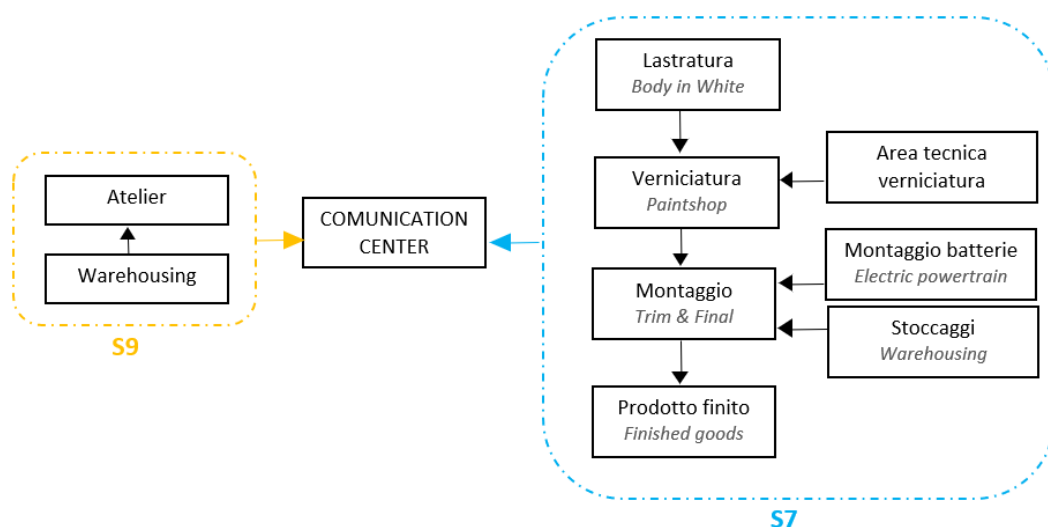 Lastratura
Body in White
Verniciatura
Paintshop
Area tecnica
verniciatura
Atelier
Warehousing
COMUNICATION
CENTER
Montaggio
Trim & Final
Montaggio batterie
Electric powertrain
Stoccaggi
Warehousing
Prodotto finito
Finished goods
S9
S7